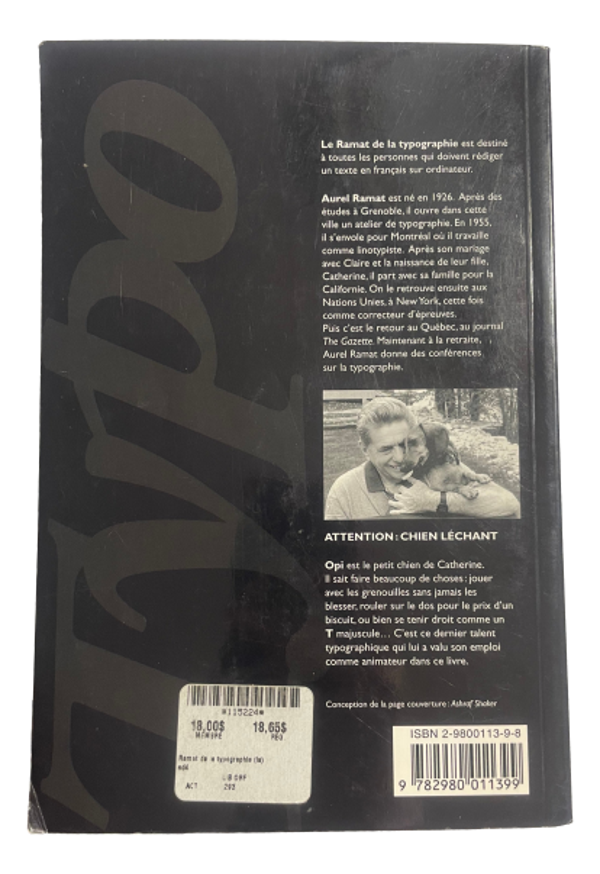 Typo
Le Ramat de la typographie est destiné
à toutes les personnes qui doivent rédiger
un texte en français sur ordinateur.
Aurel Ramat est né en 1926. Après des
études à Grenoble, il ouvre dans cette
ville un atelier de typographie. En 1955,
il s'envole pour Montréal où il travaille
comme linotypiste. Après son mariage
avec Claire et la naissance de leur fille,
Catherine, il part avec sa famille pour la
Californie. On le retrouve ensuite aux
Nations Unies, à New York, cette fois
comme correcteur d'épreuves.
Puis c'est le retour au Québec, au journal
The Gazette. Maintenant à la retraite,
Aurel Ramat donne des conférences
sur la typographie.
ATTENTION : CHIEN LÉCHANT
Opi est le petit chien de Catherine.
Il sait faire beaucoup de choses : jouer
avec les grenouilles sans jamais les
blesser, rouler sur le dos pour le prix d'un
biscuit, ou bien se tenir droit comme un
T majuscule... C'est ce dernier talent
typographique qui lui a valu son emploi
comme animateur dans ce livre.
Conception de la page couverture : Ashraf Shaker
*115224*
18,00$ 18,65$
MEMBRE REG
Ramat de la typographie (le)
ACT
ISBN 2-9800113-9-8
9 782980 011399